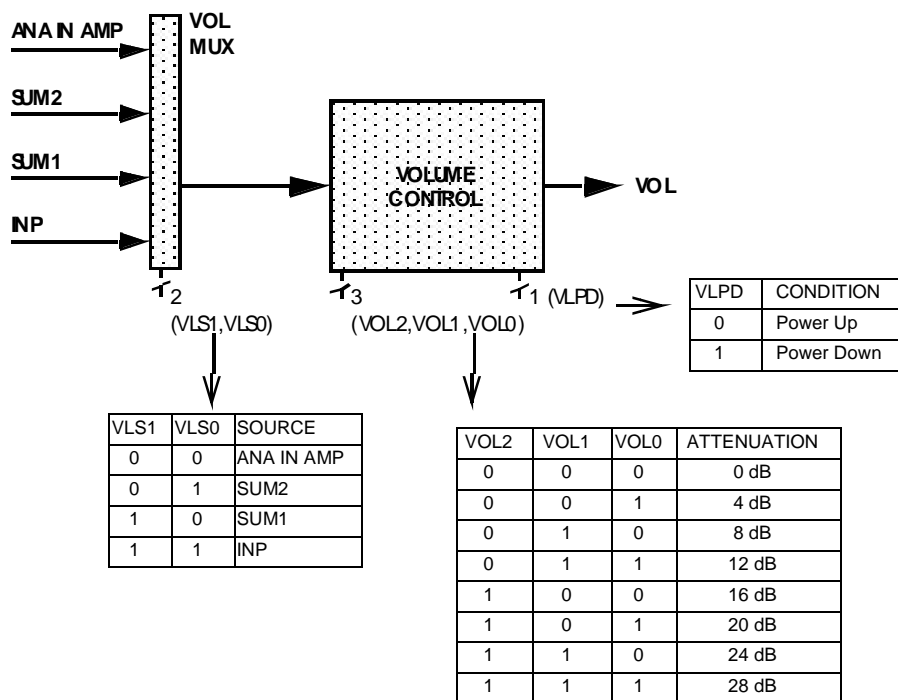 ANA IN AMP
VOL
MUX
SUM2
SUM1
INP
VOLUME
CONTROL
VOL
2
3
1 (VLPD)
(VLS1,VLS0)
(VOL2,VOL1,VOL0)
VLPD CONDITION
0 Power Up
1 Power Down
VLS1 VLS0 SOURCE
0 0 ANA IN AMP
0 1 SUM2
1 0 SUM1
1 1 INP
VOL2 VOL1 VOL0 ATTENUATION
0 0 0 0 dB
0 0 1 4 dB
0 1 0 8 dB
0 1 1 12 dB
1 0 0 16 dB
1 0 1 20 dB
1 1 0 24 dB
1 1 1 28 dB